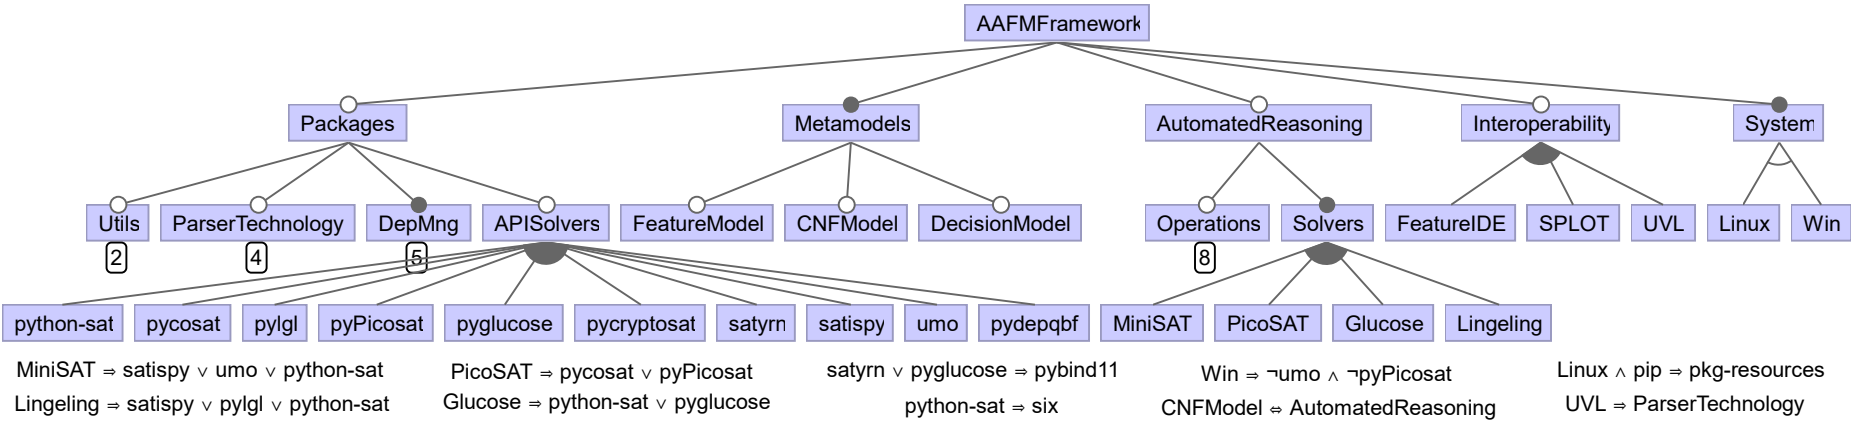 AAFMFramework
Packages Metamodels AutomatedReasoning Interoperability System
Utils ParserTechnology DepMng APISolvers FeatureModel CNFModel DecisionModel Operations Solvers FeatureIDE SPLOT UVL Linux Win
2 4 5 8
python-sat pycosat pylgl pyPicosat pyglucose pycryptosat satyrn satispy umo pydepqbf MiniSAT PicoSAT Glucose Lingeling
MiniSAT ⇒ satispy ∨ umo ∨ python-sat
Lingeling ⇒ satispy ∨ pylgl ∨ python-sat
PicoSAT ⇒ pycosat ∨ pyPicosat
Glucose ⇒ python-sat ∨ pyglucose
satyrn ∨ pyglucose ⇒ pybind11
python-sat ⇒ six
Win ⇒ ¬umo ∧ ¬pyPicosat
CNFModel ⇔ AutomatedReasoning
Linux ∧ pip ⇒ pkg-resources
UVL ⇒ ParserTechnology